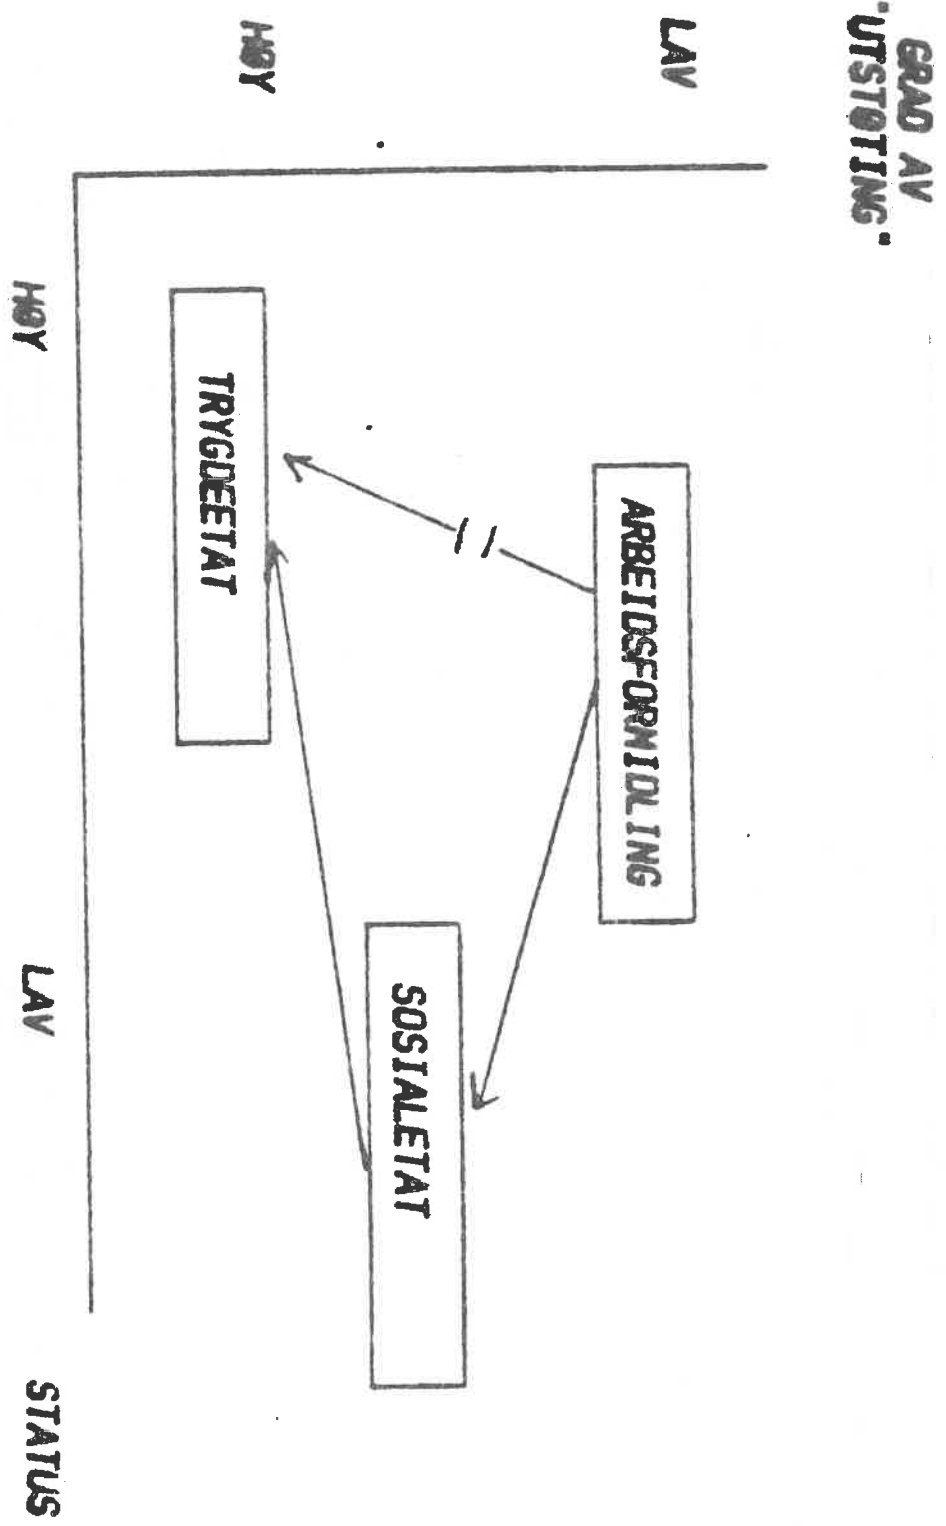 GRAD AV
"UTSTØTING"
LAV
ARBEIDSFORMIDLING
SOSIALETAT
HØY
TRYGDEETAT
HØY
LAV
STATUS